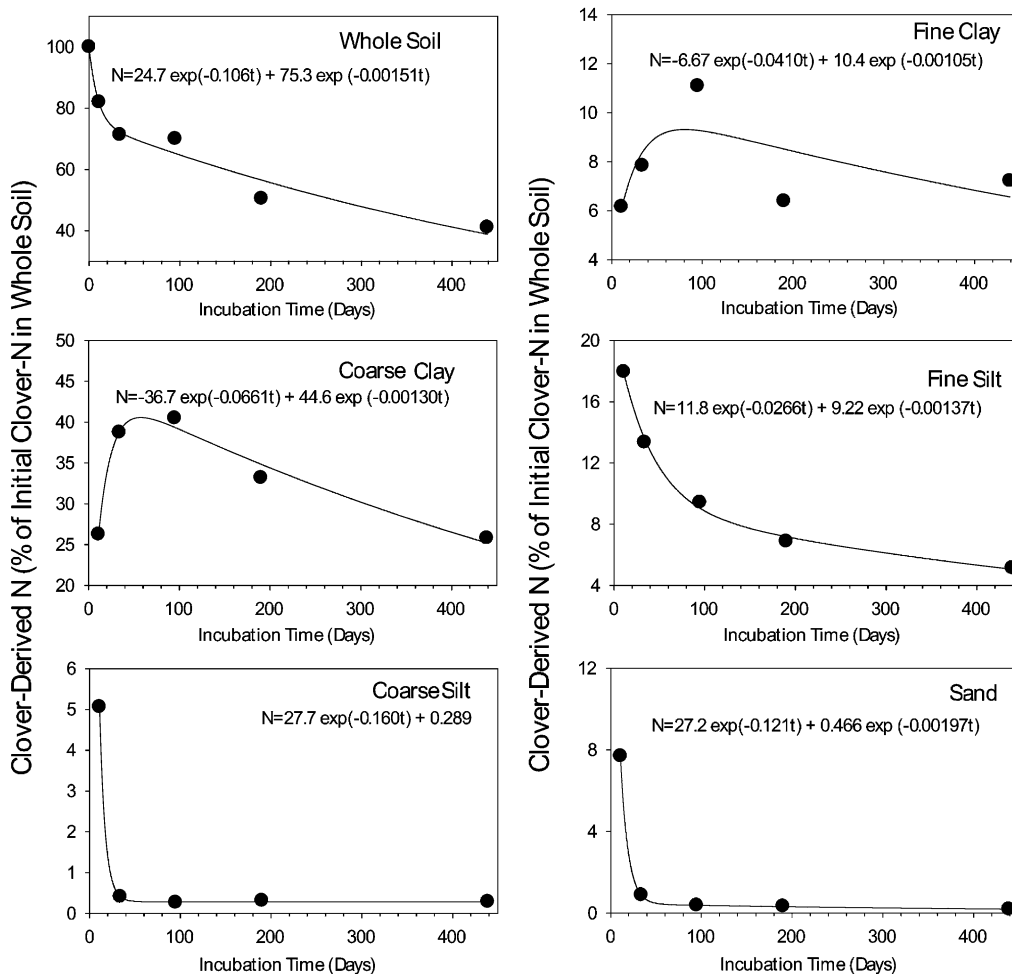 Clover-Derived N (% of Initial Clover-N in Whole Soil)
Whole Soil
N=24.7 exp(-0.106t) + 75.3 exp (-0.00151t)
100
80
60
40
0 100 200 300 400
Incubation Time (Days)
Coarse Clay
N=-36.7 exp(-0.0661t) + 44.6 exp (-0.00130t)
50
45
40
35
30
25
20
0 100 200 300 400
Incubation Time (Days)
Coarse Silt
N=27.7 exp(-0.160t) + 0.289
6
5
4
3
2
1
0
0 100 200 300 400
Incubation Time (Days)
Clover-Derived N (% of Initial Clover-N in Whole Soil)
Fine Clay
N=-6.67 exp(-0.0410t) + 10.4 exp (-0.00105t)
14
12
10
8
6
4
0 100 200 300 400
Incubation Time (Days)
Fine Silt
N=11.8 exp(-0.0266t) + 9.22 exp (-0.00137t)
20
16
12
8
4
0 100 200 300 400
Incubation Time (Days)
Sand
N=27.2 exp(-0.121t) + 0.466 exp (-0.00197t)
12
8
4
0
0 100 200 300 400
Incubation Time (Days)